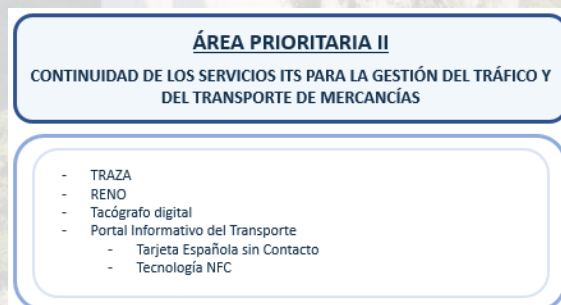 ÁREA PRIORITARIA II
CONTINUIDAD DE LOS SERVICIOS ITS PARA LA GESTIÓN DEL TRÁFICO Y
DEL TRANSPORTE DE MERCANCÍAS
- TRAZA
- RENO
- Tacógrafo digital
- Portal Informativo del Transporte
- Tarjeta Española sin Contacto
- Tecnología NFC